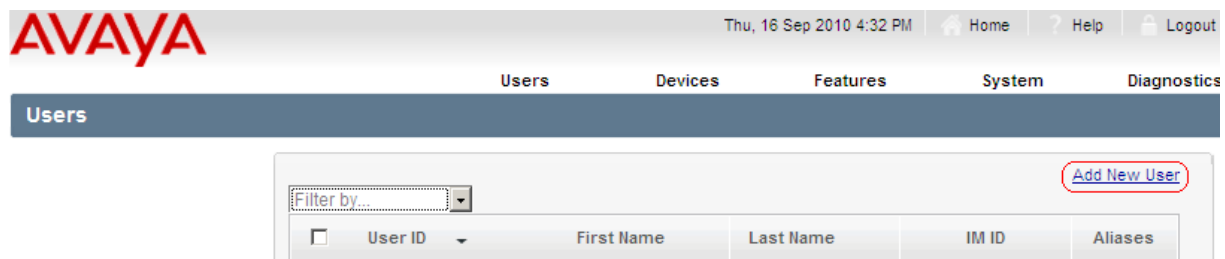 AVAYA
Thu, 16 Sep 2010 4:32 PM Home ? Help Logout
Users Devices Features System Diagnostics
Users
Add New User
Filter by...
User ID First Name Last Name IM ID Aliases